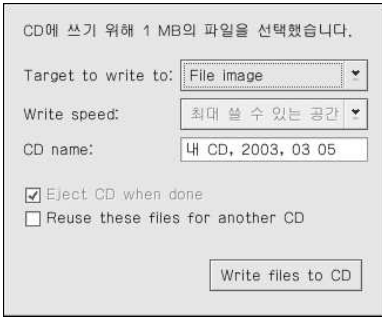 CD에 쓰기 위해 1 MB의 파일을 선택했습니다.
Target to write to: File image
Write speed: 최대 쓸 수 있는 공간
CD name: 내 CD, 2003, 03 05
Eject CD when done
Reuse these files for another CD
Write files to CD